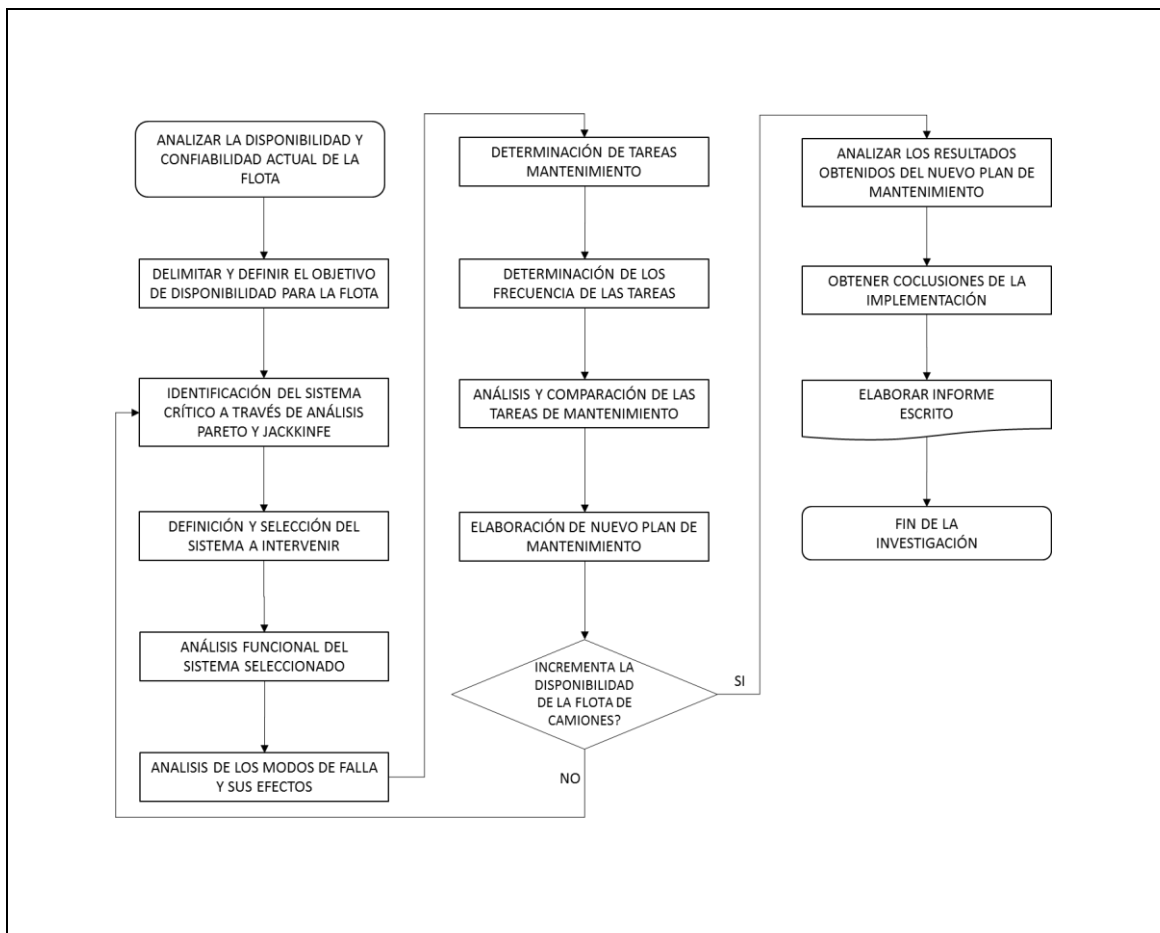 ANALIZAR LA DISPONIBILIDAD Y
CONFIABILIDAD ACTUAL DE LA
FLOTA
DELIMITAR Y DEFINIR EL OBJETIVO
DE DISPONIBILIDAD PARA LA FLOTA
IDENTIFICACIÓN DEL SISTEMA
CRÍTICO A TRAVÉS DE ANÁLISIS
PARETO Y JACKKINFE
DEFINICIÓN Y SELECCIÓN DEL
SISTEMA A INTERVENIR
ANÁLISIS FUNCIONAL DEL
SISTEMA SELECCIONADO
ANALISIS DE LOS MODOS DE FALLA
Y SUS EFECTOS
DETERMINACIÓN DE TAREAS
MANTENIMIENTO
DETERMINACIÓN DE LOS
FRECUENCIA DE LAS TAREAS
ANÁLISIS Y COMPARACIÓN DE LAS
TAREAS DE MANTENIMIENTO
ELABORACIÓN DE NUEVO PLAN DE
MANTENIMIENTO
INCREMENTA LA
DISPONIBILIDAD
DE LA FLOTA DE
CAMIONES?
SI
NO
ANALIZAR LOS RESULTADOS
OBTENIDOS DEL NUEVO PLAN DE
MANTENIMIENTO
OBTENER COCLUSIONES DE LA
IMPLEMENTACIÓN
ELABORAR INFORME
ESCRITO
FIN DE LA
INVESTIGACIÓN